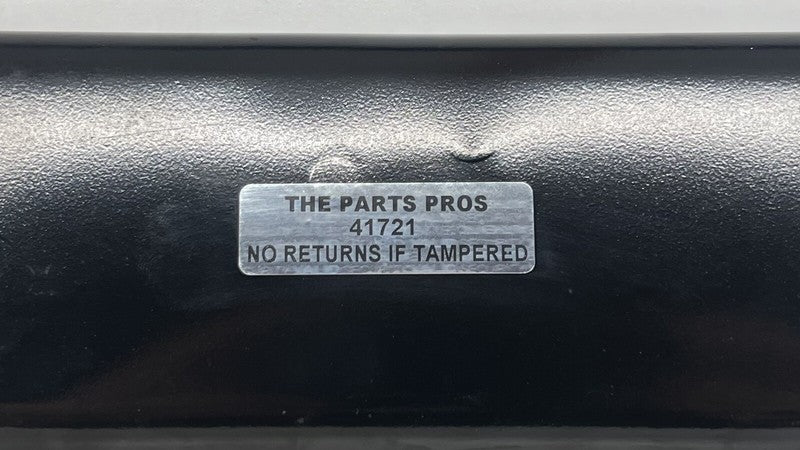 THE PARTS PROS
41721
NO RETURNS IF TAMPERED